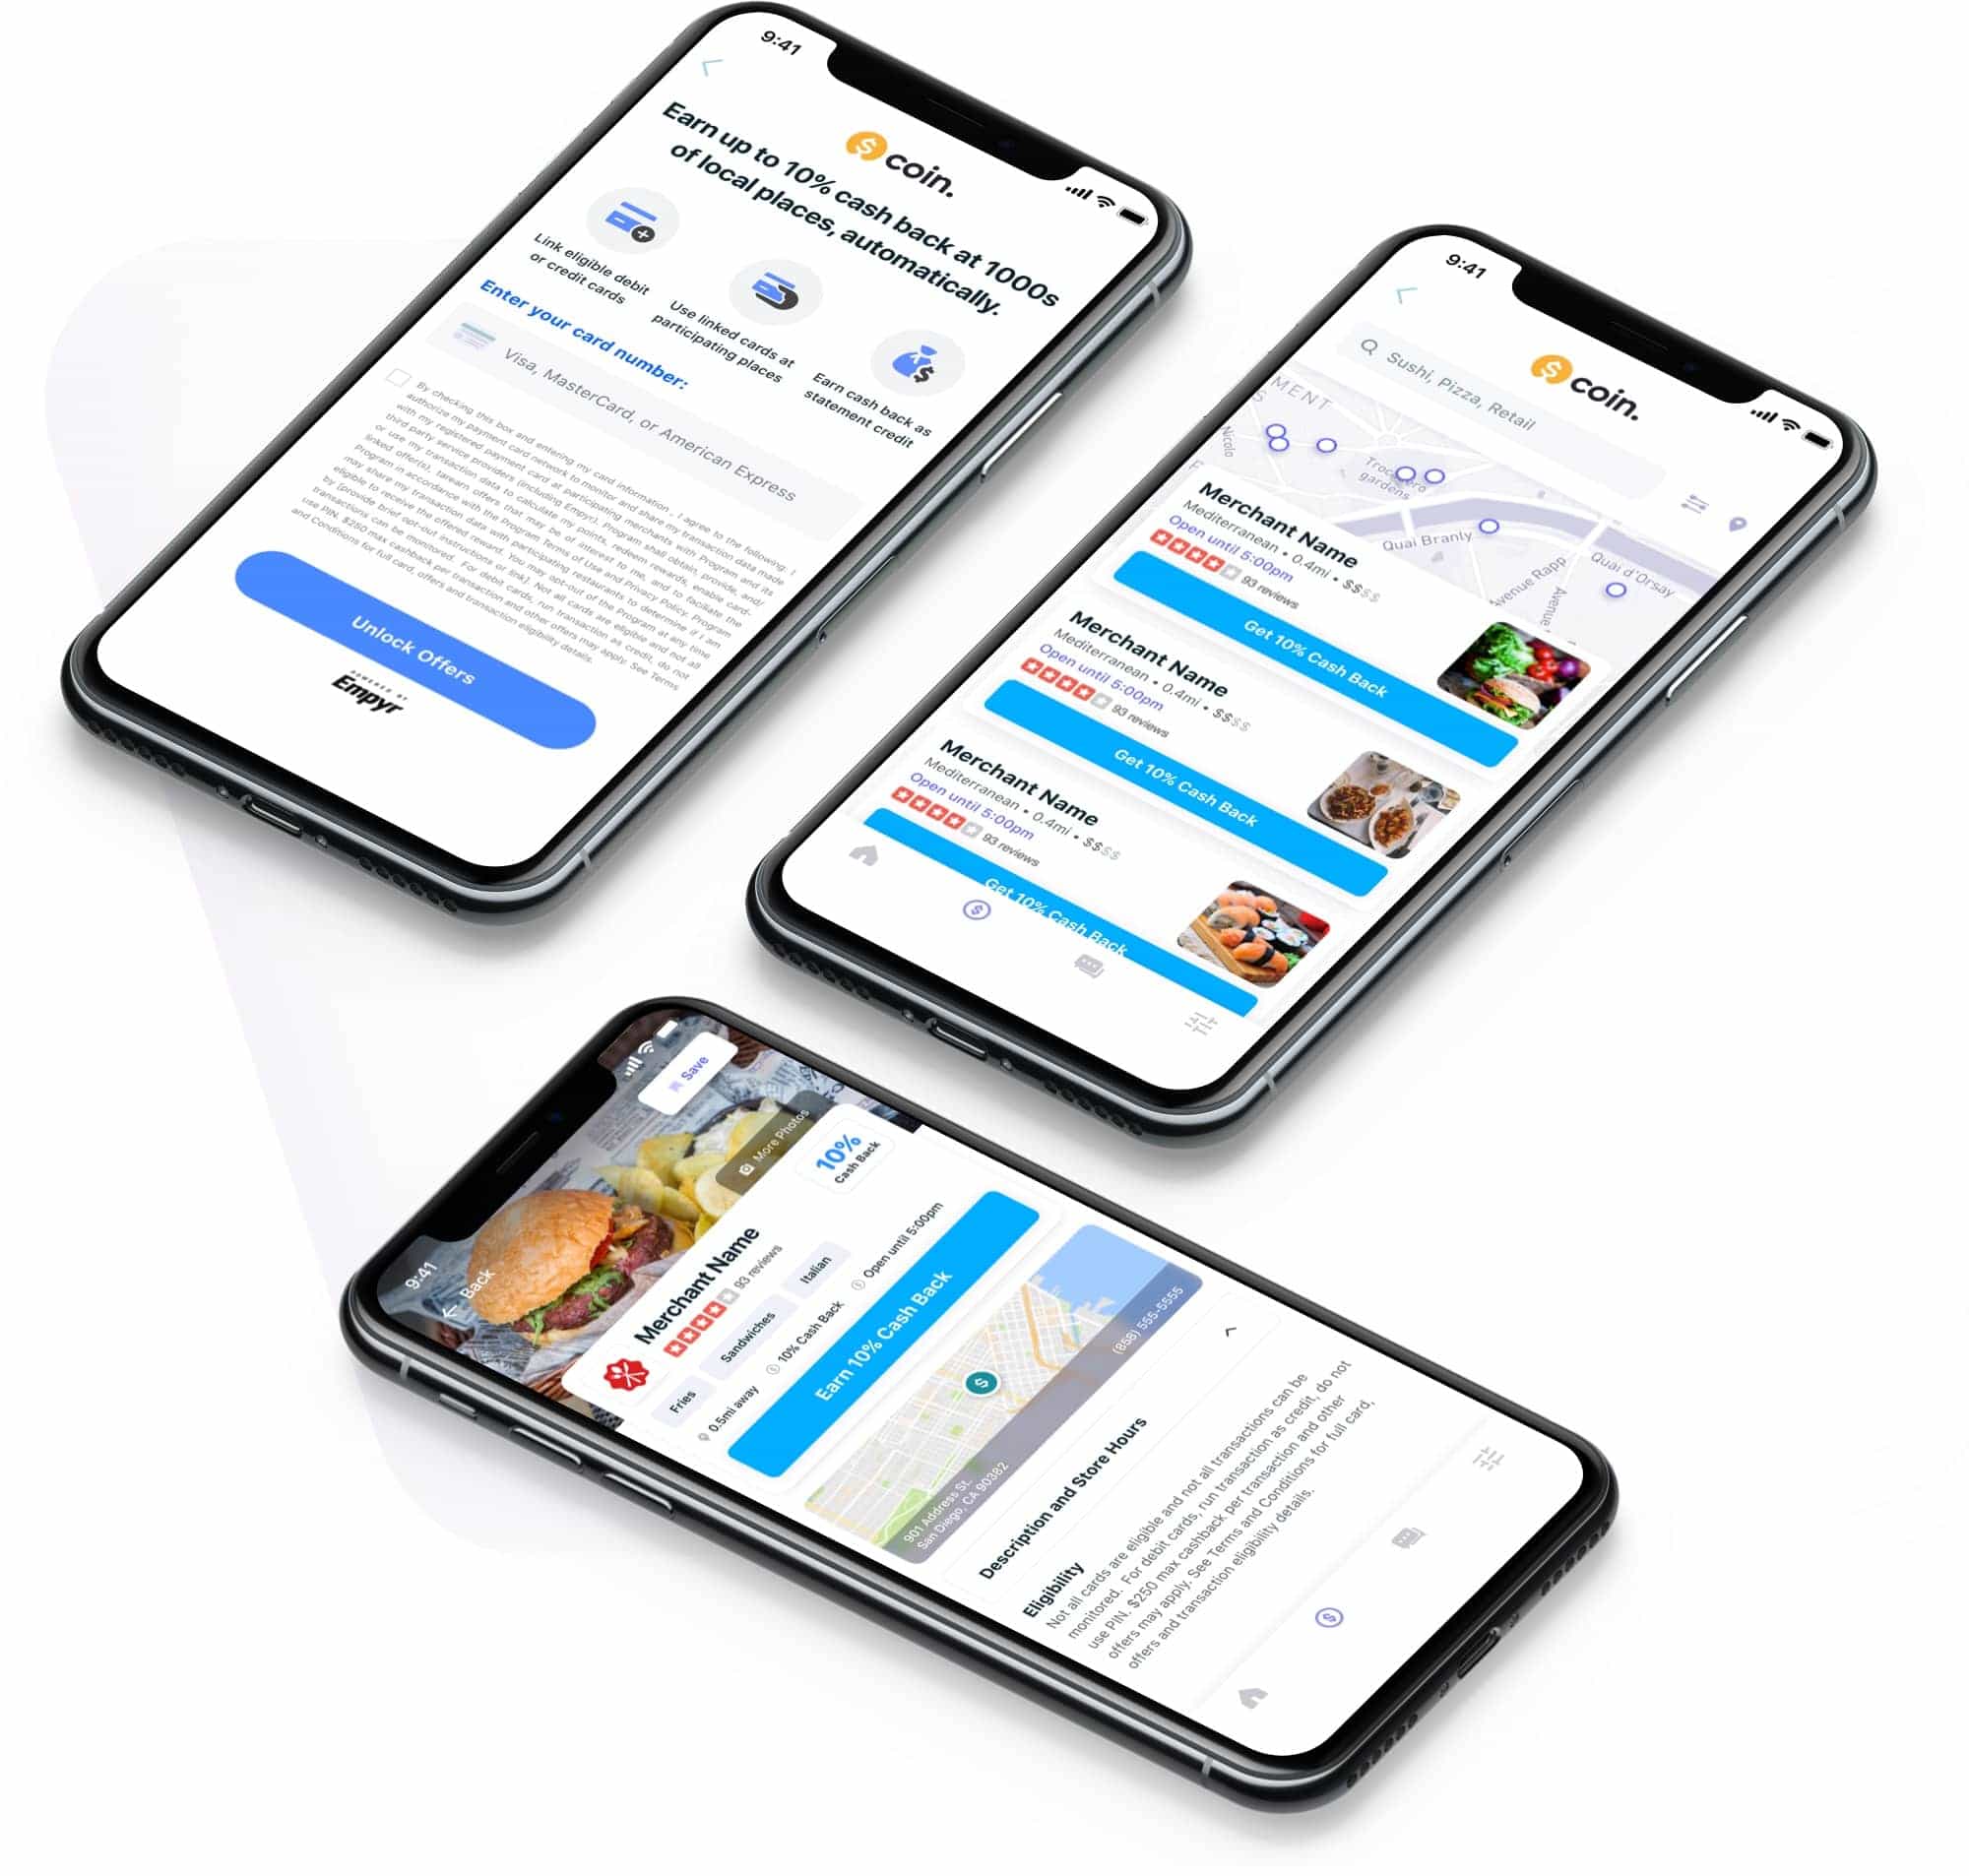 9:41
coin.
Earn up to 10% cash back at 1000s
of local places, automatically.
Link eligible debit
or credit cards
Use linked cards at
participating places
Earn cash back as
statement credit
Enter your card number:
Visa, MasterCard, or American Express
By checking this box and entering my card information, I agree to the following: I
authorize my payment card network to monitor and share my transaction data made
with my registered payment card at participating merchants with Program and its
third party service providers (including Empyr). Program shall obtain, provide, and/
or use my transaction data to calculate my points, redeem rewards, enable card-
linked offer(s), target offers that may be of interest to me, and to faciliate the
Program in accordance with the Program Terms of Use and Privacy Policy. Program
may share my transaction data with participating restaurants to determine if I am
eligible to receive the offered reward. You may opt-out of the Program at any time
by [provide brief opt-out instructions or link]. Not all cards are eligible and not all
transactions can be monitored. For debit cards, run transaction as credit, do not
use PIN. $250 max cashback per transaction and other offers may apply. See Terms
and Conditions for full card, offers and transaction eligibility details.
Unlock Offers
POWERED BY
Empyr
9:41
coin.
Sushi, Pizza, Retail
MENT
S
Nicolo
gardens
Quai Branly
Quai d'Orsay
venue Rapp
Avenue
Merchant Name
Mediterranean • 0.4mi • $$$$
Open until 5:00pm
93 reviews
Get 10% Cash Back
Merchant Name
Mediterranean • 0.4mi • $$$$
Open until 5:00pm
93 reviews
Get 10% Cash Back
Merchant Name
Mediterranean • 0.4mi • $$$$
Open until 5:00pm
93 reviews
Get 10% Cash Back
9:41
Back
Save
More Photos
Merchant Name
93 reviews
10%
Cash Back
Fries
Sandwiches
Italian
0.5mi away
10% Cash Back
Open until 5:00pm
Earn 10% Cash Back
901 Address St.
San Diego, CA 90382
(858) 555-5555
Description and Store Hours
Eligibility
Not all cards are eligible and not all transactions can be
monitored. For debit cards, run transaction as credit, do not
use PIN. $250 max cashback per transaction and other
offers may apply. See Terms and Conditions for full card,
offers and transaction eligibility details.